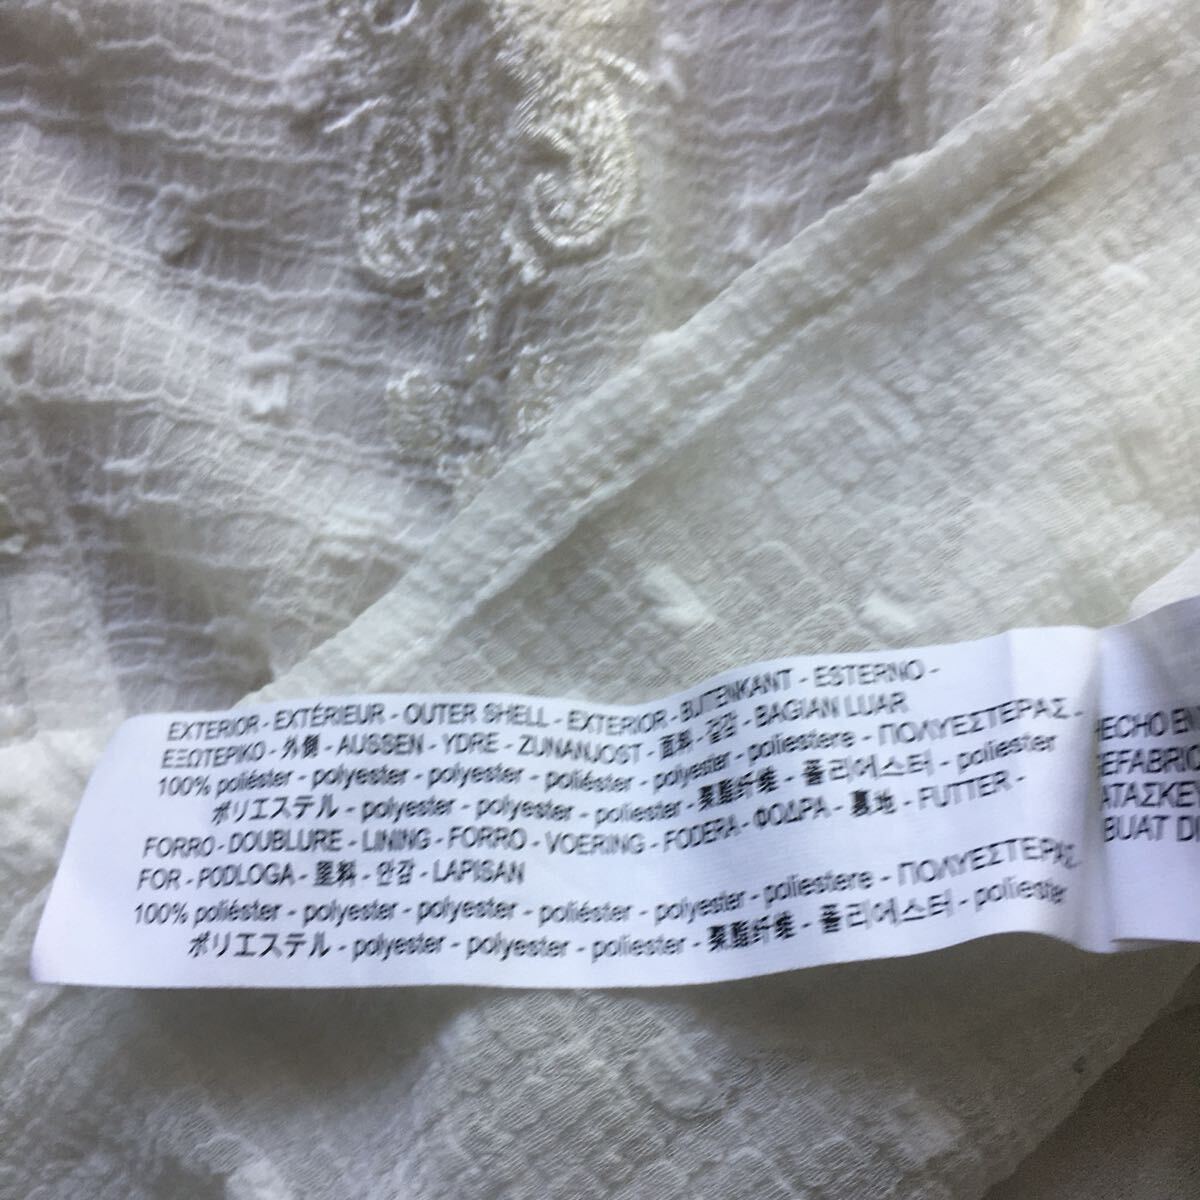 EXTERIOR - EXTÉRIEUR - OUTER SHELL - EXTERIOR - BUITENKANT - ESTERNO -
ΕΞΩΤΕΡΙΚΟ - 外側 - AUSSEN - YDRE - ZUNANJOST - 面料 - 겉감 - BAGIAN LUAR
100% poliéster - polyester - polyester - poliéster - polyester - poliestere - ΠΟΛΥΕΣΤΕΡΑΣ -
ポリエステル - polyester - polyester - poliester - 聚酯纤维 - 폴리에스터 - poliester
FORRO - DOUBLURE - LINING - FORRO - VOERING - FODERA - ΦΟΔΡΑ - 裏地 - FUTTER -
FOR - PODLOGA - 里料 - 안감 - LAPISAN
100% poliéster - polyester - polyester - poliéster - polyester - poliestere - ΠΟΛΥΕΣΤΕΡΑΣ -
ポリエステル - polyester - polyester - poliester - 聚酯纤维 - 폴리에스터 - poliester
HECHO EN
GEFABRIC
ΑΤΑΣΚΕΥ
BUAT DI